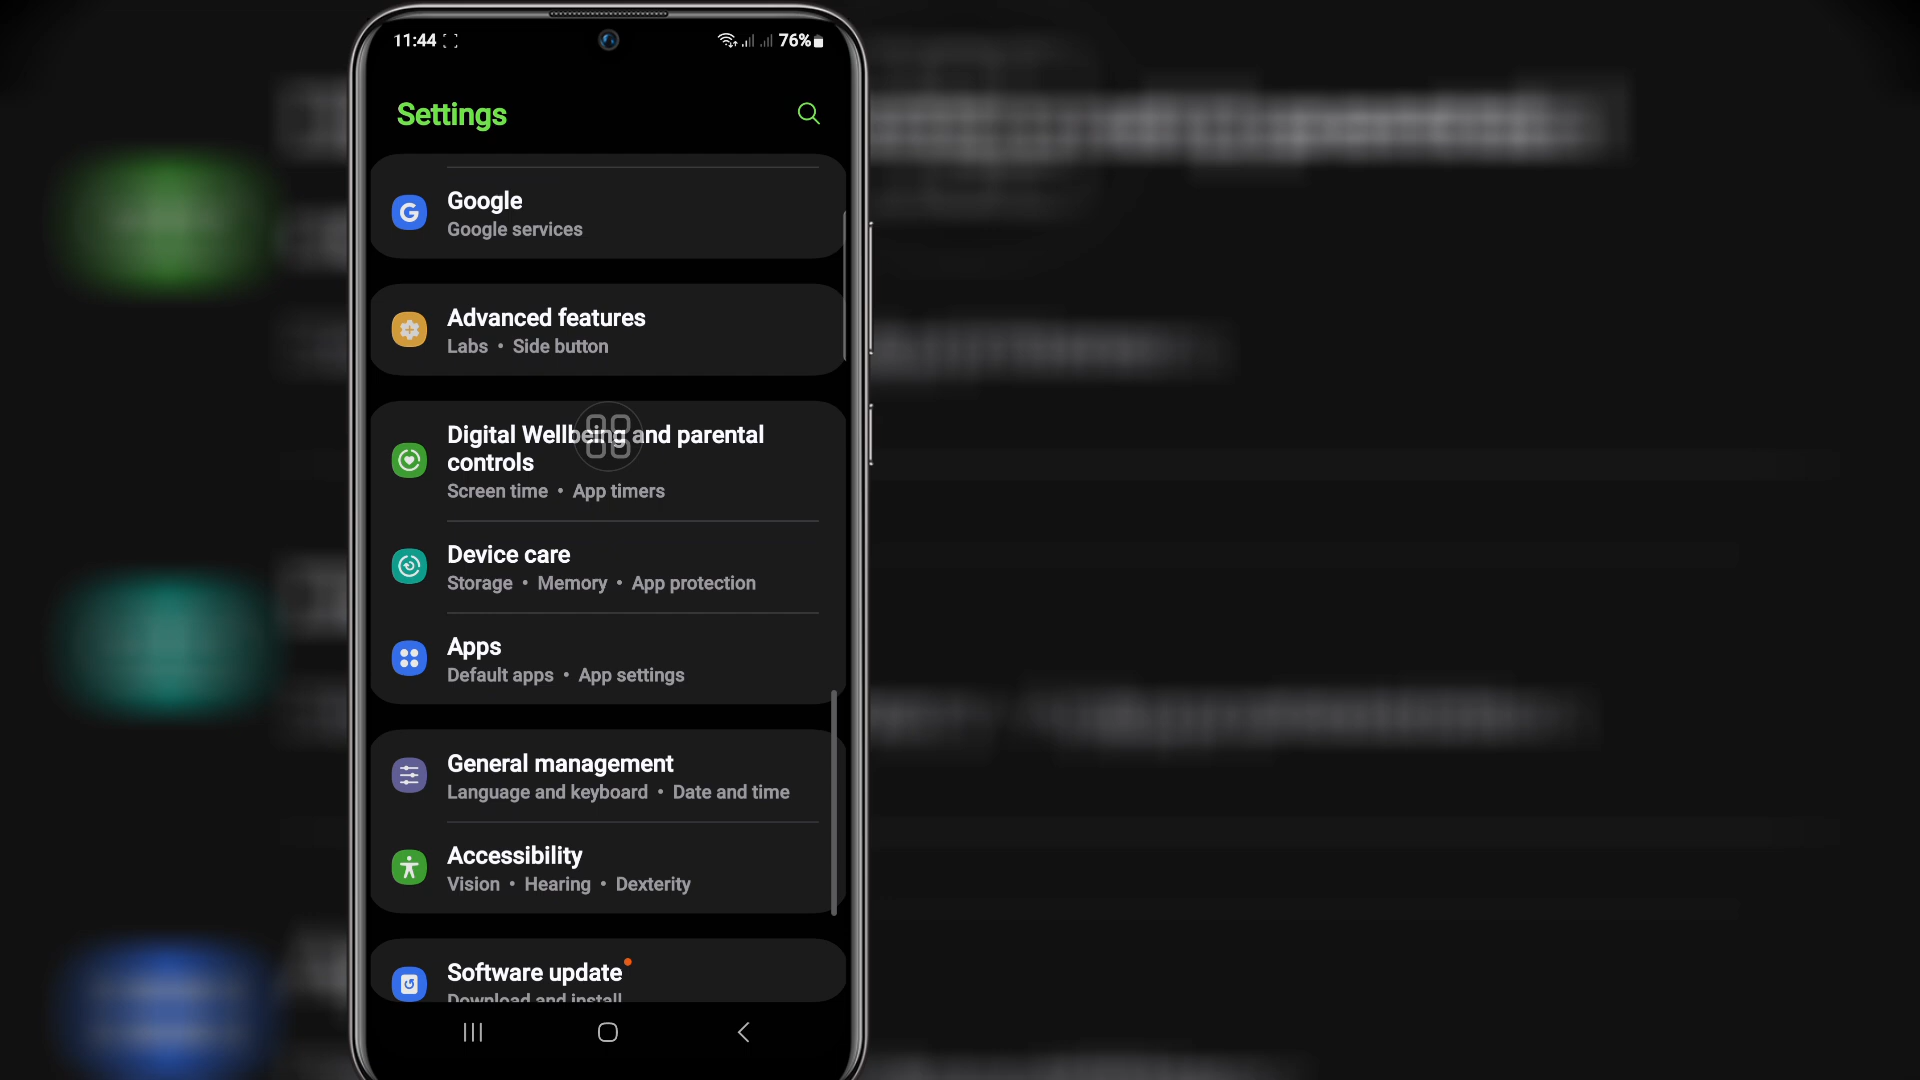 11:44
76%
Settings
Google
Google services
Advanced features
Labs • Side button
Digital Wellbeing and parental
controls
Screen time • App timers
Device care
Storage • Memory • App protection
Apps
Default apps • App settings
General management
Language and keyboard • Date and time
Accessibility
Vision • Hearing • Dexterity
Software update
Download and install